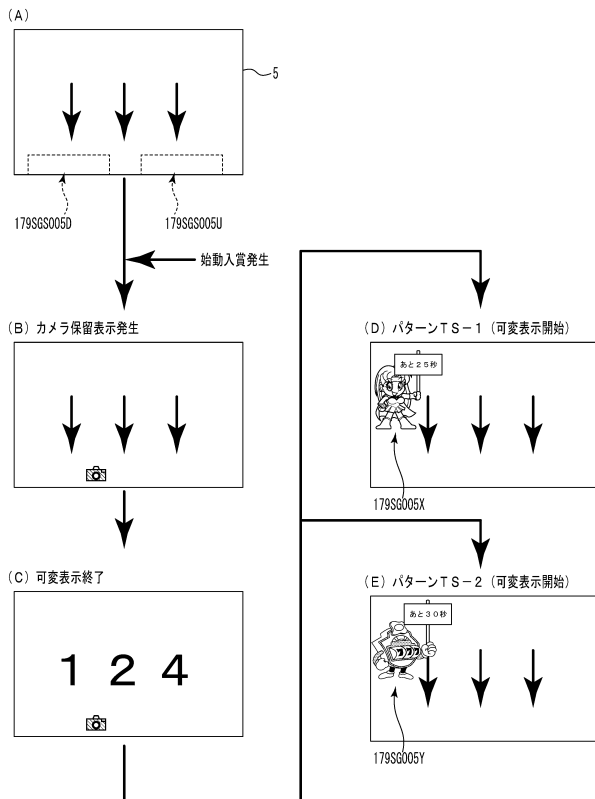 (A)
5
179SGS005D
179SGS005U
始動入賞発生
(B) カメラ保留表示発生
(C) 可変表示終了
1 2 4
(D) パターンTS-1 (可変表示開始)
あと25秒
179SG005X
(E) パターンTS-2 (可変表示開始)
あと30秒
777
179SG005Y